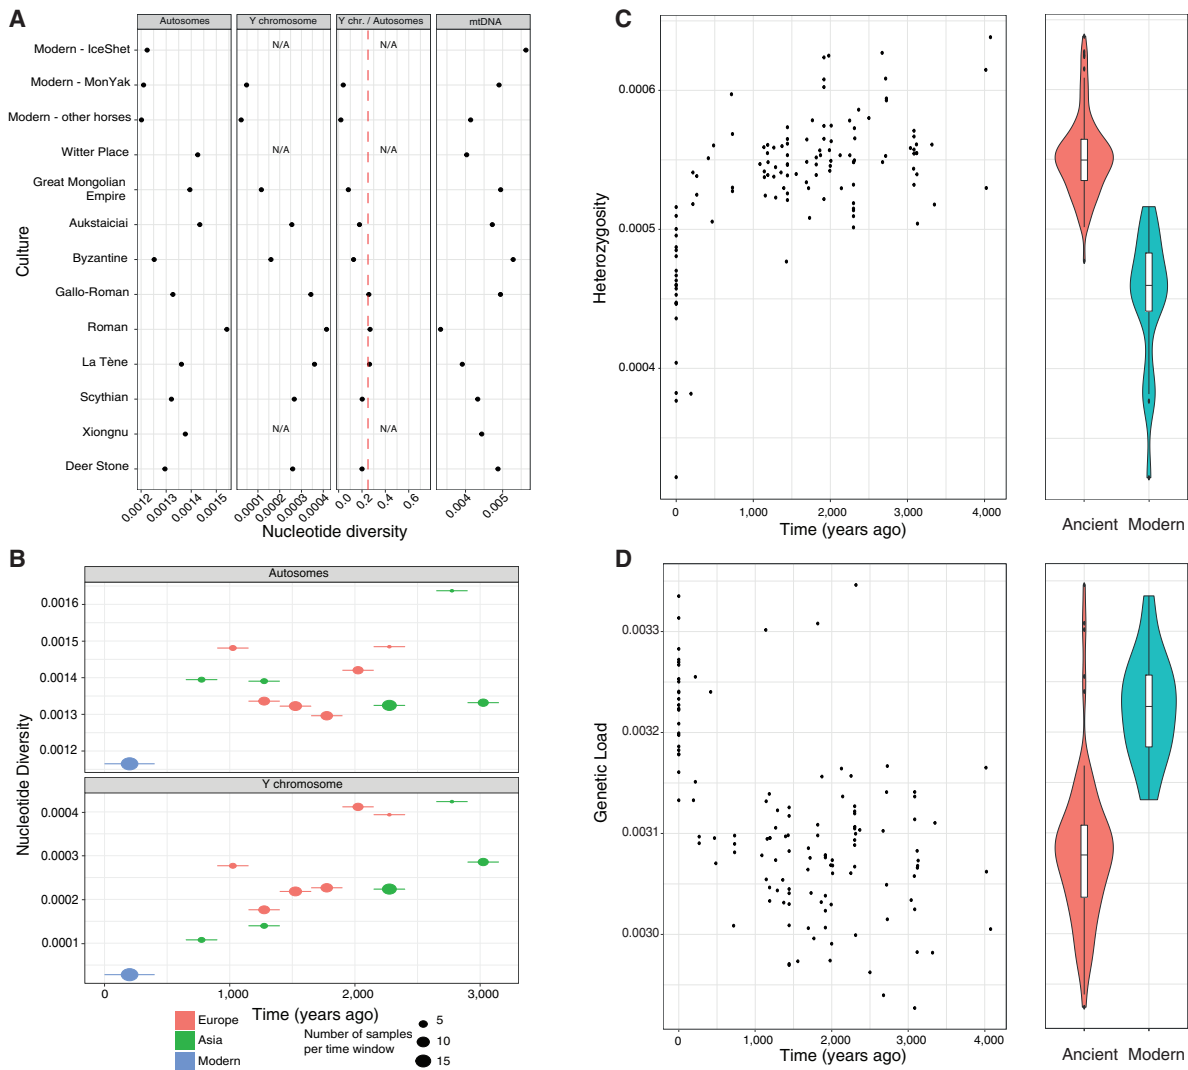 A
Autosomes
Y chromosome
Y chr. / Autosomes
mtDNA
Culture
Modern - IceShet
Modern - MonYak
Modern - other horses
Witter Place
Great Mongolian
Empire
Aukstaiciai
Byzantine
Gallo-Roman
Roman
La Tène
Scythian
Xiongnu
Deer Stone
N/A
N/A
N/A
N/A
N/A
N/A
0.0012 0.0013 0.0014 0.0015
0.0001 0.0002 0.0003 0.0004
0.0 0.2 0.4 0.6
0.004 0.005
Nucleotide diversity
B
Autosomes
0.0016
0.0015
0.0014
0.0013
0.0012
Nucleotide Diversity
Y chromosome
0.0004
0.0003
0.0002
0.0001
0 1,000 2,000 3,000
Time (years ago)
Europe
Asia
Modern
Number of samples
per time window
5
10
15
C
Heterozygosity
0.0006
0.0005
0.0004
0 1,000 2,000 3,000 4,000
Time (years ago)
Ancient Modern
D
Genetic Load
0.0033
0.0032
0.0031
0.0030
0 1,000 2,000 3,000 4,000
Time (years ago)
Ancient Modern